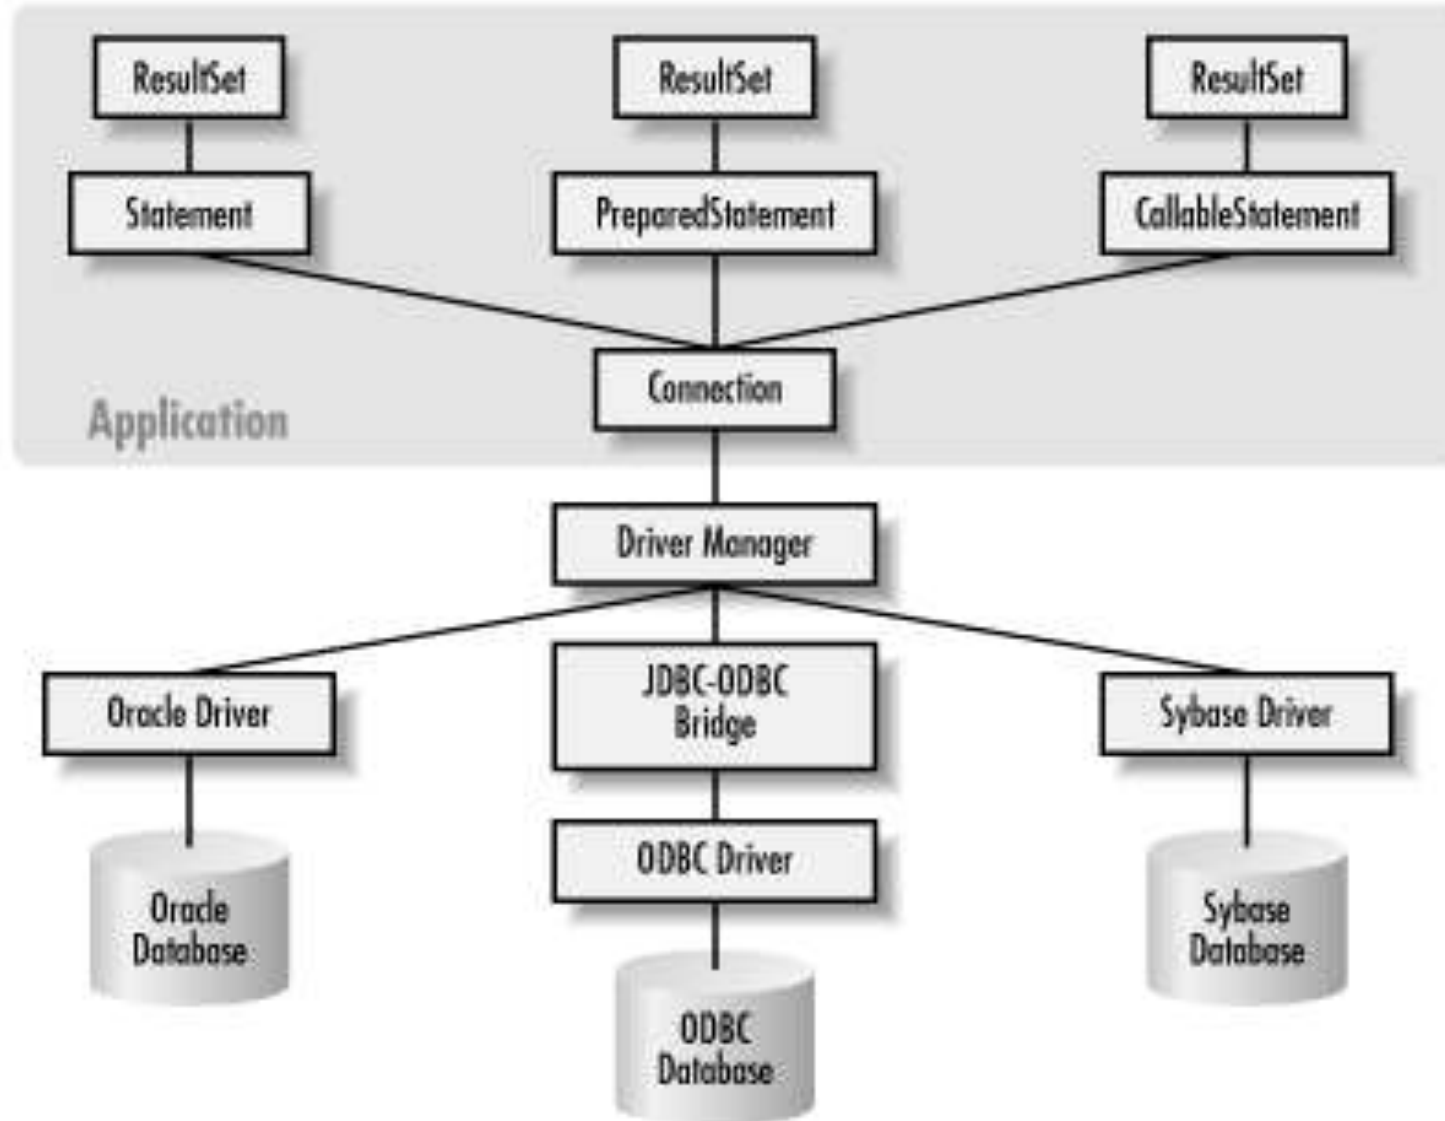 ResultSet
ResultSet
ResultSet
Statement
PreparedStatement
CallableStatement
Connection
Application
Driver Manager
JDBC-ODBC
Bridge
Oracle Driver
Sybase Driver
ODBC Driver
Oracle
Database
Sybase
Database
ODBC
Database